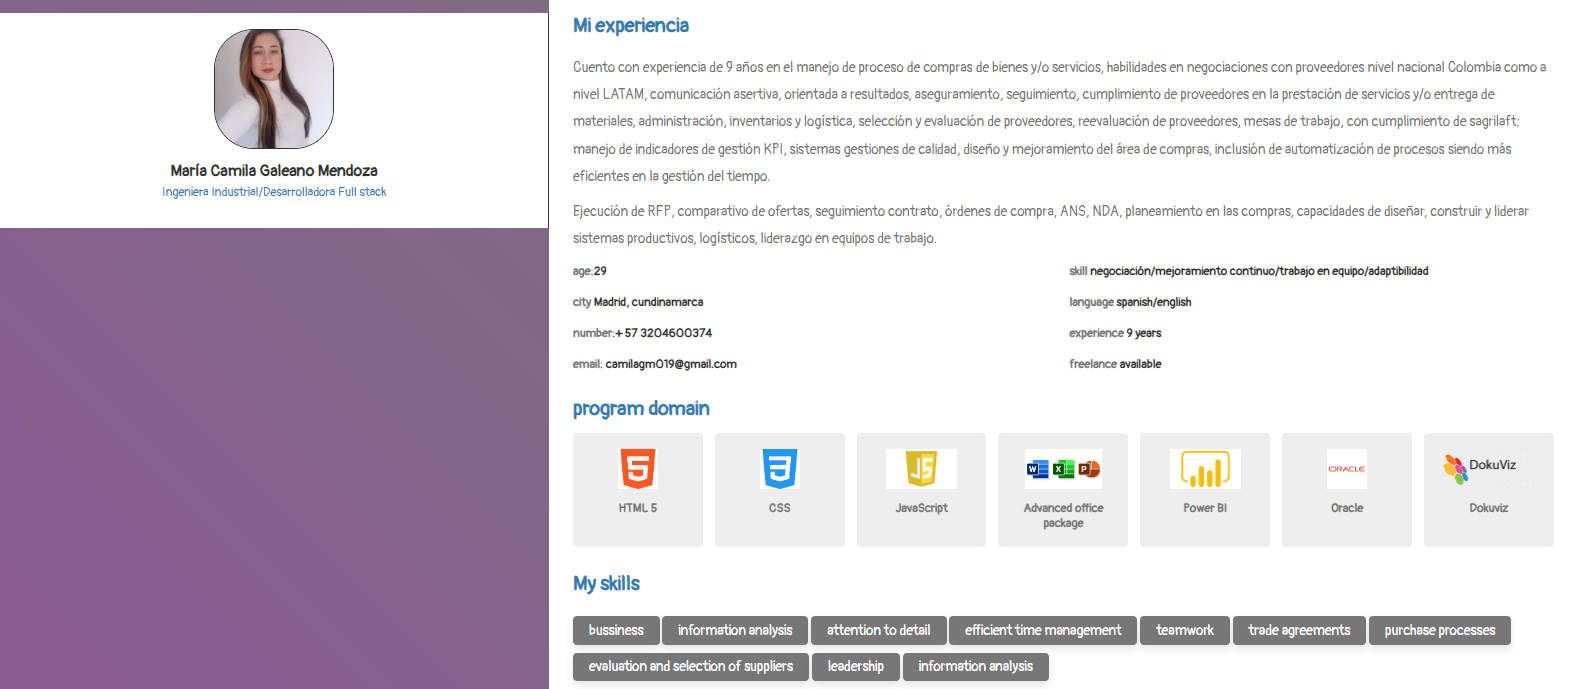 María Camila Galeano Mendoza
Ingeniera Industrial/Desarrolladora Full stack
Mi experiencia
Cuento con experiencia de 9 años en el manejo de proceso de compras de bienes y/o servicios, habilidades en negociaciones con proveedores nivel nacional Colombia como a
nivel LATAM, comunicación asertiva, orientada a resultados, aseguramiento, seguimiento, cumplimiento de proveedores en la prestación de servicios y/o entrega de
materiales, administración, inventarios y logística, selección y evaluación de proveedores, reevaluación de proveedores, mesas de trabajo, con cumplimiento de sagrilaft;
manejo de indicadores de gestión KPI, sistemas gestiones de calidad, diseño y mejoramiento del área de compras, inclusión de automatización de procesos siendo más
eficientes en la gestión del tiempo.
Ejecución de RFP, comparativo de ofertas, seguimiento contrato, órdenes de compra, ANS, NDA, planeamiento en las compras, capacidades de diseñar, construir y liderar
sistemas productivos, logísticos, liderazgo en equipos de trabajo.
age:29
city Madrid, cundinamarca
number:+57 3204600374
email: camilagm019@gmail.com
skill negociación/mejoramiento continuo/trabajo en equipo/adaptibilidad
language spanish/english
experience 9 years
freelance available
program domain
HTML 5
CSS
JS
JavaScript
W X P
Advanced office
package
Power BI
ORACLE
Oracle
DokuViz
Dokuviz
My skills
bussiness information analysis attention to detail efficient time management teamwork trade agreements purchase processes
evaluation and selection of suppliers leadership information analysis